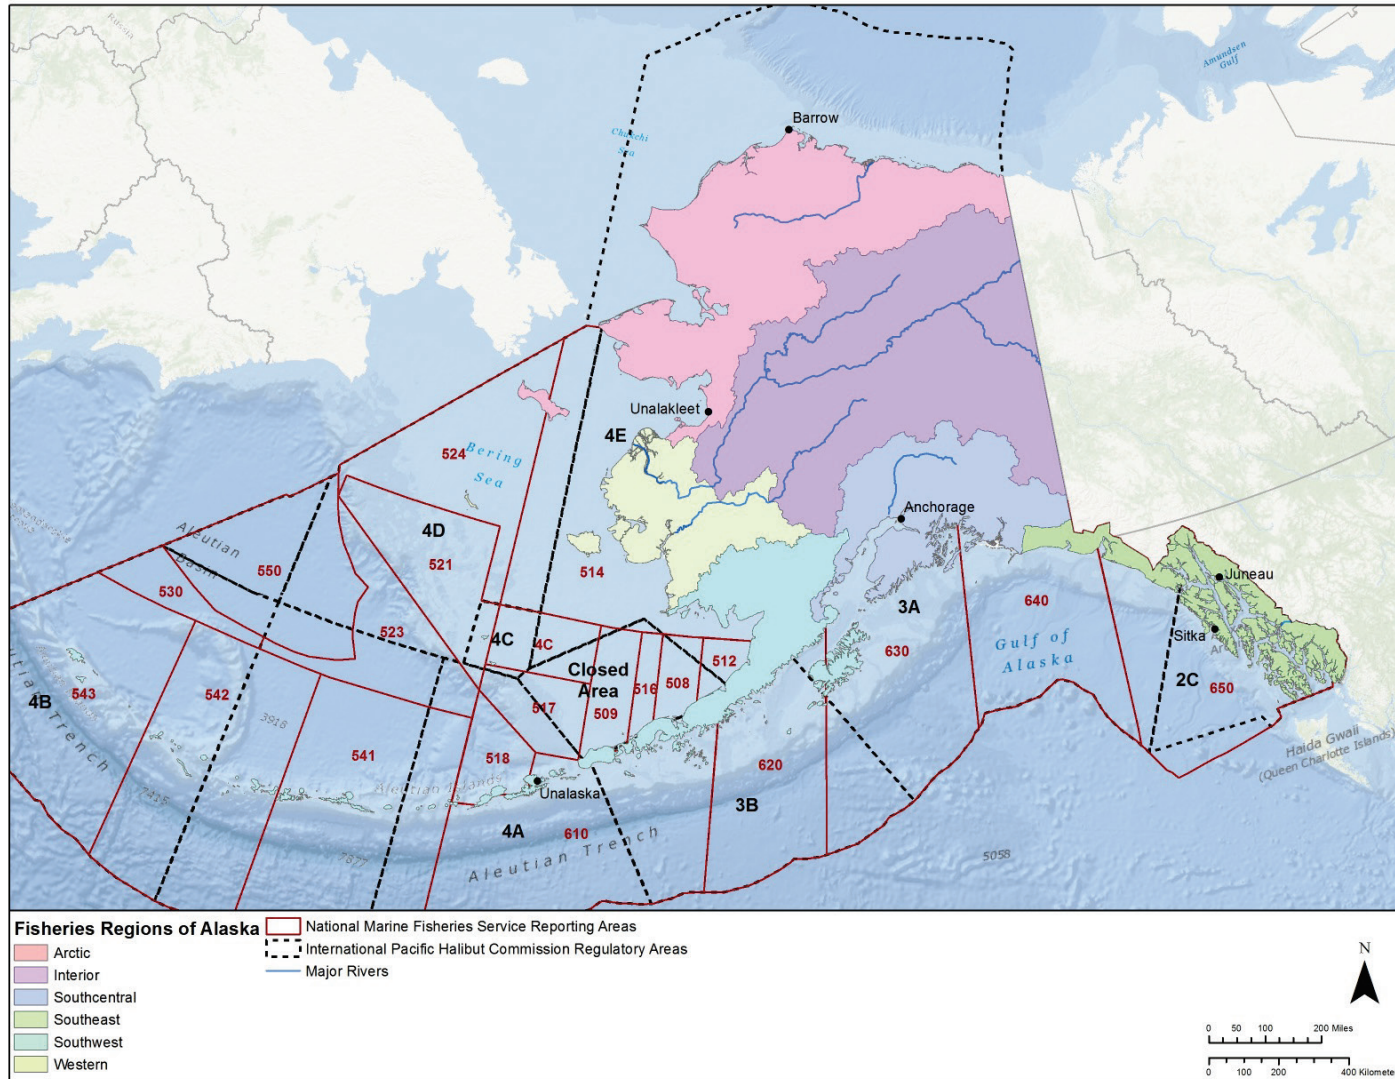 Russia
Amundsen
Gulf
Barrow
Chukchi
Sea
Unalakleet
4E
524
Bering
Sea
4D
Anchorage
Aleutian
Basin
550
521
514
530
Juneau
640
3A
523
4C
4C
Sitka
Gulf of
Alaska
630
512
Closed
Area
2C
650
516
508
543
542
4B
517
509
3918
Haida Gwaii
(Queen Charlotte Islands)
541
518
620
Aleutian Islands
Unalaska
7415
3B
4A
610
7877
Aleutian Trench
5058
Fisheries Regions of Alaska
Arctic
Interior
Southcentral
Southeast
Southwest
Western
National Marine Fisheries Service Reporting Areas
International Pacific Halibut Commission Regulatory Areas
Major Rivers
N
0 50 100 200 Miles
0 100 200 400 Kilomete